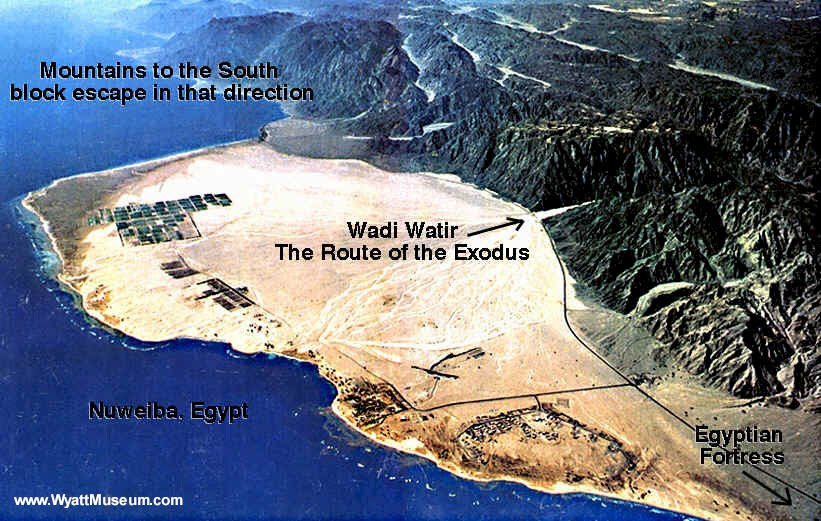 Mountains to the South
block escape in that direction
Wadi Watir
The Route of the Exodus
Nuweiba, Egypt
Egyptian
Fortress
www.WyattMuseum.com